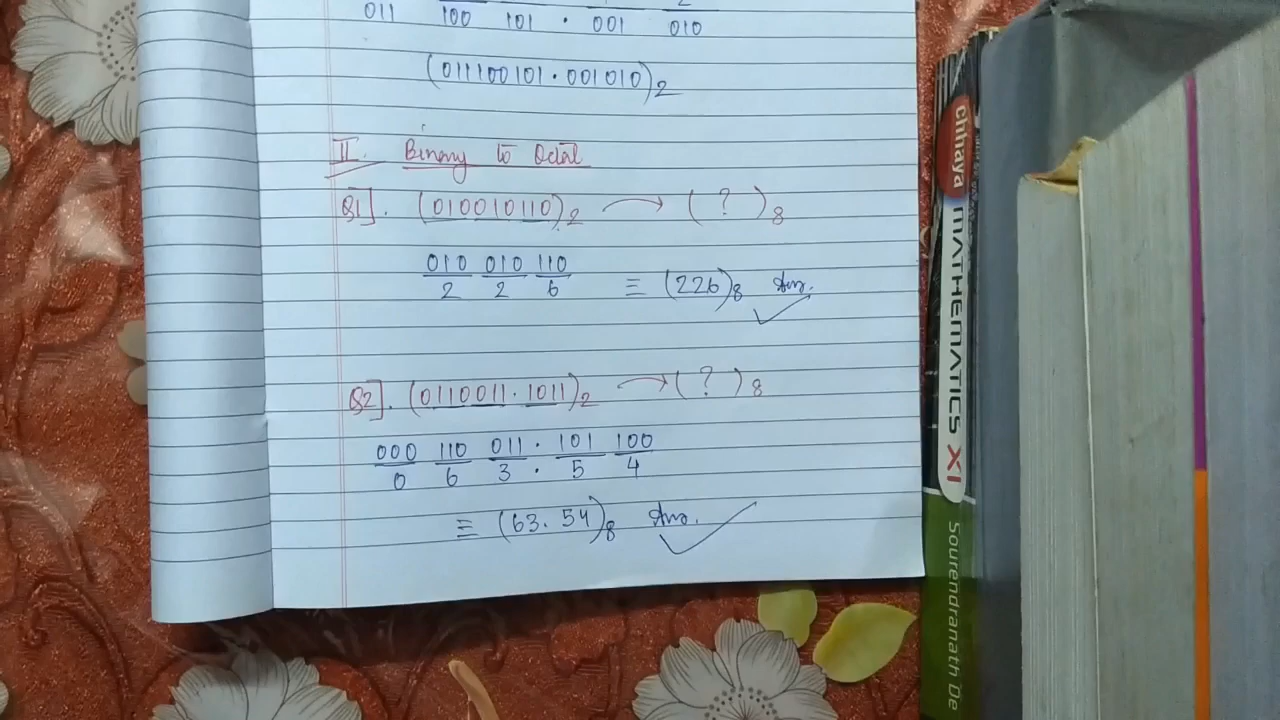 011 100 101 . 001 010
(011100101.001010)2
II. Binary to Octal
Q1]. (010010110)2 → ( ? )8
010 010 110
2 2 6 ≡ (226)8 Ans.
Q2]. (0110011.1011)2 → ( ? )8
000 110 011 . 101 100
0 6 3 . 5 4
≡ (63.54)8 Ans.
Chhaya MATHEMATICS XI
Sourendranath De